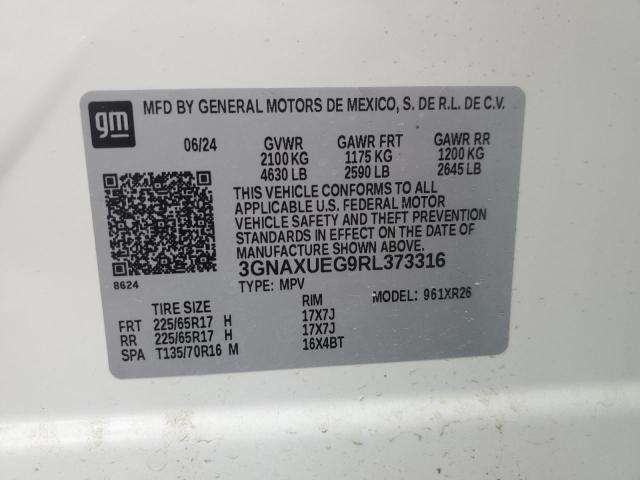 gm
MFD BY GENERAL MOTORS DE MEXICO, S. DE R.L. DE C.V.
06/24 GVWR GAWR FRT GAWR RR
2100 KG 1175 KG 1200 KG
4630 LB 2590 LB 2645 LB
THIS VEHICLE CONFORMS TO ALL
APPLICABLE U.S. FEDERAL MOTOR
VEHICLE SAFETY AND THEFT PREVENTION
STANDARDS IN EFFECT ON THE DATE OF
MANUFACTURE SHOWN ABOVE.
8624
3GNAXUEG9RL373316
TYPE: MPV MODEL: 961XR26
TIRE SIZE RIM
FRT 225/65R17 H 17X7J
RR 225/65R17 H 17X7J
SPA T135/70R16 M 16X4BT